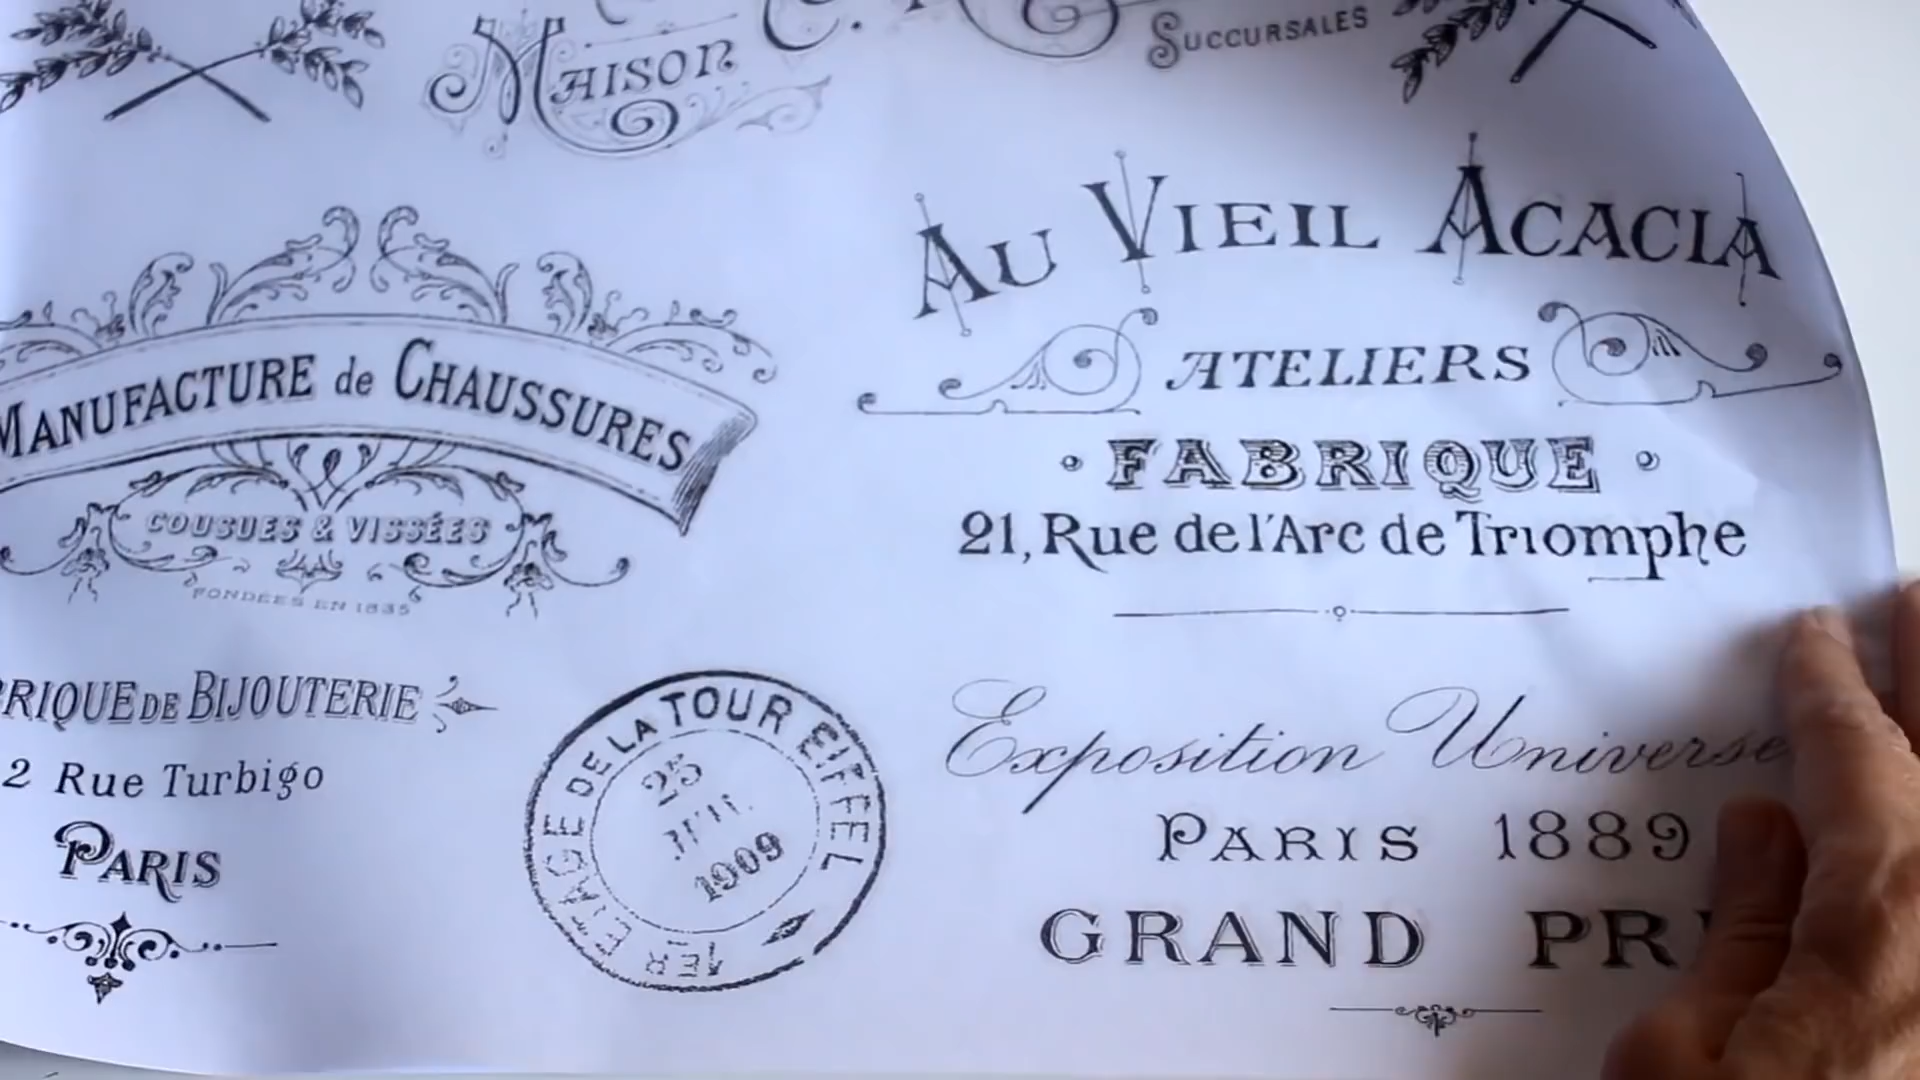 MAISON
SUCCURSALES
AU VIEIL ACACIA
ATELIERS
FABRIQUE
21, Rue de l'Arc de Triomphe
MANUFACTURE de CHAUSSURES
COUSUES & VISSÉES
FONDÉES EN 1835
RIQUE DE BIJOUTERIE
2 Rue Turbigo
PARIS
1ER ETAGE DE LA TOUR EIFFEL
25
1909
Exposition Universe
PARIS 1889
GRAND PR